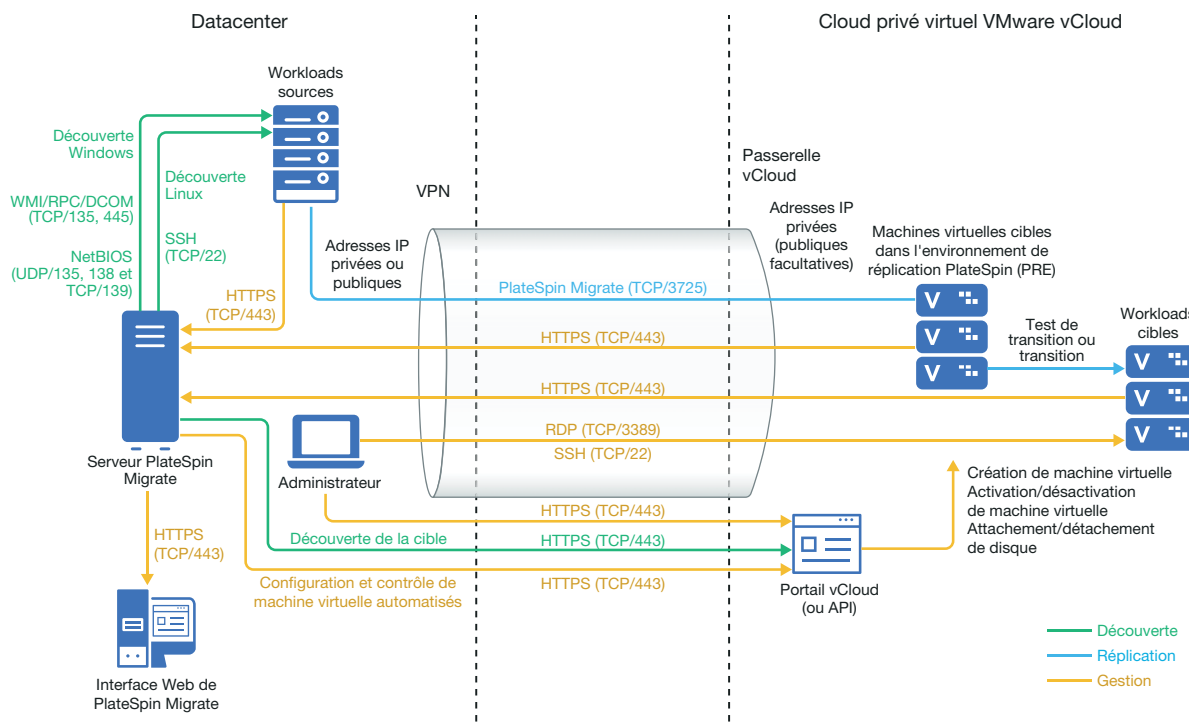 Datacenter
Cloud privé virtuel VMware vCloud
Workloads
sources
Découverte
Windows
Découverte
Linux
WMI/RPC/DCOM
(TCP/135, 445)
SSH
(TCP/22)
NetBIOS
(UDP/135, 138 et
TCP/139)
HTTPS
(TCP/443)
VPN
Adresses IP
privées ou
publiques
Passerelle
vCloud
Adresses IP
privées
(publiques
facultatives)
Machines virtuelles cibles
dans l'environnement de
réplication PlateSpin (PRE)
PlateSpin Migrate (TCP/3725)
HTTPS (TCP/443)
Test de
transition ou
transition
Workloads
cibles
HTTPS (TCP/443)
RDP (TCP/3389)
SSH (TCP/22)
Serveur PlateSpin
Migrate
Administrateur
Création de machine virtuelle
Activation/désactivation
de machine virtuelle
Attachement/détachement
de disque
HTTPS (TCP/443)
HTTPS
(TCP/443)
Découverte de la cible
HTTPS (TCP/443)
Configuration et contrôle de
machine virtuelle automatisés
HTTPS (TCP/443)
Portail vCloud
(ou API)
Interface Web de
PlateSpin Migrate
Découverte
Réplication
Gestion